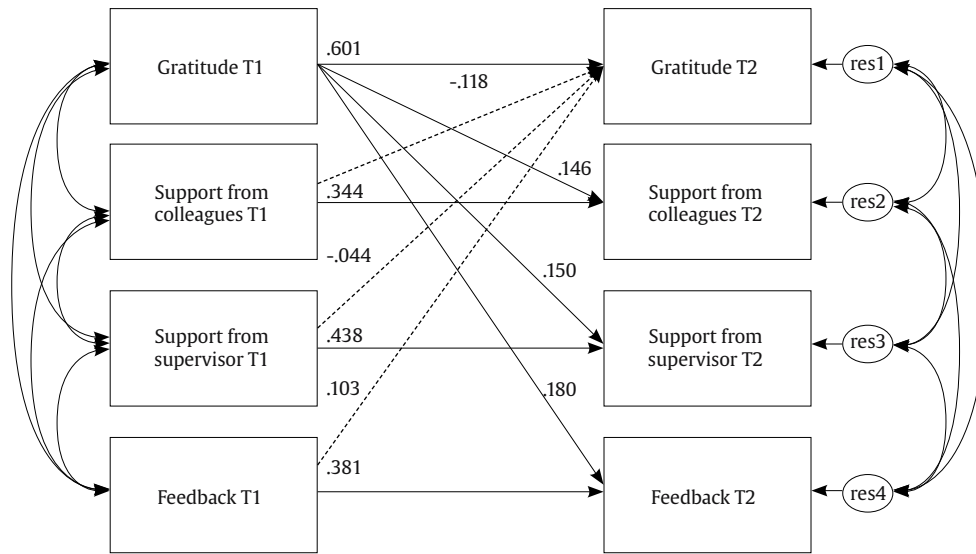 Gratitude T1
.601
-.118
Gratitude T2
res1
Support from
colleagues T1
.344
.146
Support from
colleagues T2
res2
-.044
.150
Support from
supervisor T1
.438
Support from
supervisor T2
res3
.103
.180
Feedback T1
.381
Feedback T2
res4